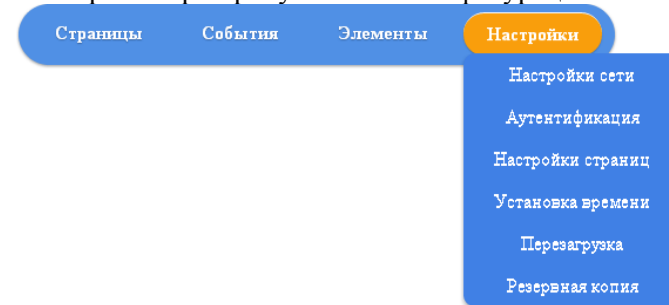 Страницы События Элементы Настройки
Настройки сети
Аутентификация
Настройки страниц
Установка времени
Перезагрузка
Резервная копия